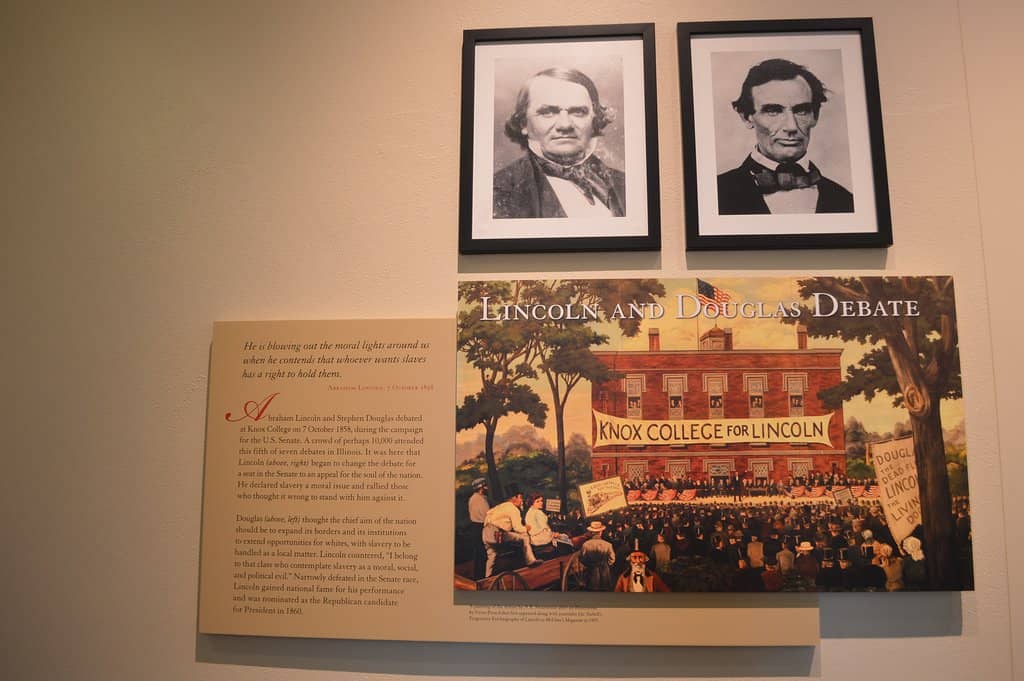 LINCOLN AND DOUGLAS DEBATE
KNOX COLLEGE FOR LINCOLN
DOUGLA
THE
DEAD
LINCOL
THE
LIVIN
DO
He is blowing out the moral lights around us
when he contends that whoever wants slaves
has a right to hold them.
ABRAHAM LINCOLN, 7 OCTOBER 1858
Abraham Lincoln and Stephen Douglas debated
at Knox College on 7 October 1858, during the campaign
for the U.S. Senate. A crowd of perhaps 10,000 attended
this fifth of seven debates in Illinois. It was here that
Lincoln (above, right) began to change the debate for
a seat in the Senate to an appeal for the soul of the nation.
He declared slavery a moral issue and rallied those
who thought it wrong to stand with him against it.
Douglas (above, left) thought the chief aim of the nation
should be to expand its borders and its institutions
to extend opportunities for whites, with slavery to be
handled as a local matter. Lincoln countered, "I belong
to that class who contemplate slavery as a moral, social,
and political evil." Narrowly defeated in the Senate race,
Lincoln gained national fame for his performance
and was nominated as the Republican candidate
for President in 1860.